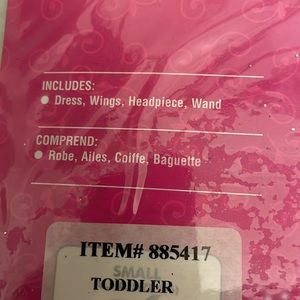 INCLUDES:
Dress, Wings, Headpiece, Wand
COMPREND:
Robe, Ailes, Coiffe, Baguette
ITEM# 885417
SMALL
TODDLER